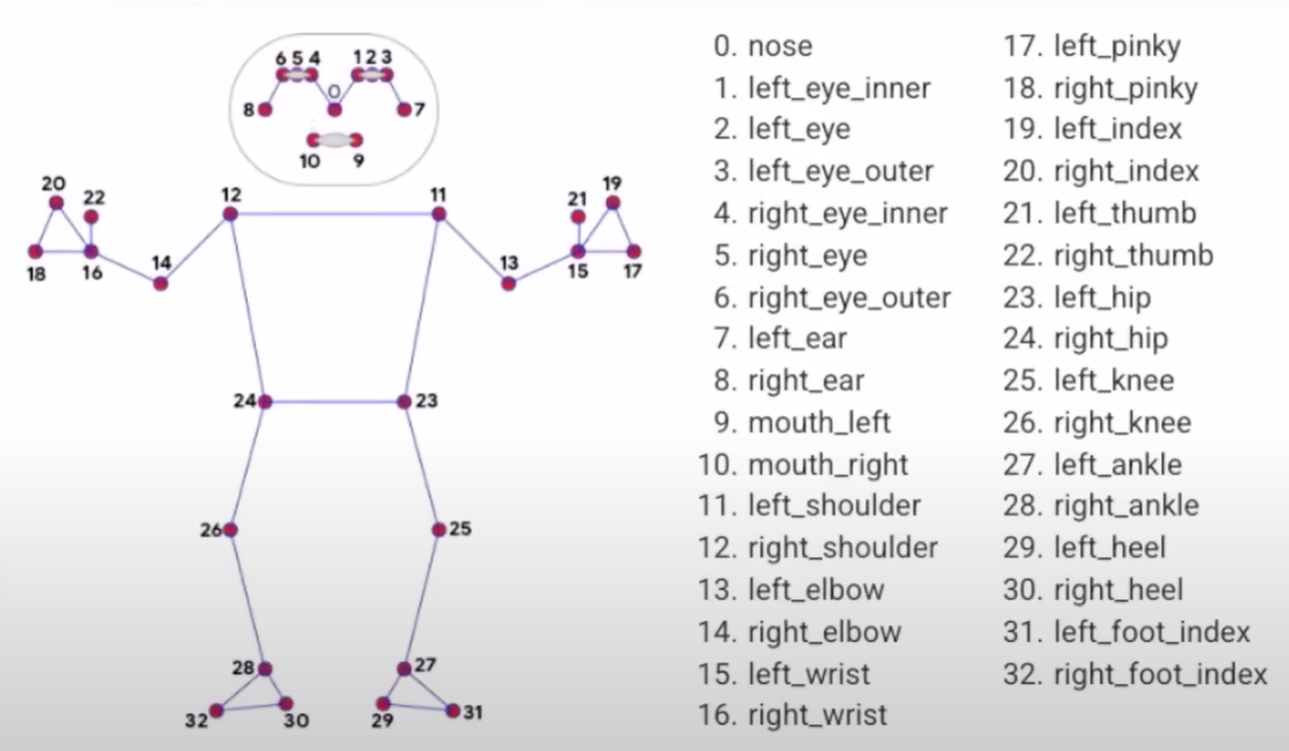 6 5 4 1 2 3
0
8 7
10 9
20 22 12 11 21 19
14 13
18 16 15 17
24 23
26 25
28 27
32 30 29 31
0. nose
1. left_eye_inner
2. left_eye
3. left_eye_outer
4. right_eye_inner
5. right_eye
6. right_eye_outer
7. left_ear
8. right_ear
9. mouth_left
10. mouth_right
11. left_shoulder
12. right_shoulder
13. left_elbow
14. right_elbow
15. left_wrist
16. right_wrist
17. left_pinky
18. right_pinky
19. left_index
20. right_index
21. left_thumb
22. right_thumb
23. left_hip
24. right_hip
25. left_knee
26. right_knee
27. left_ankle
28. right_ankle
29. left_heel
30. right_heel
31. left_foot_index
32. right_foot_index